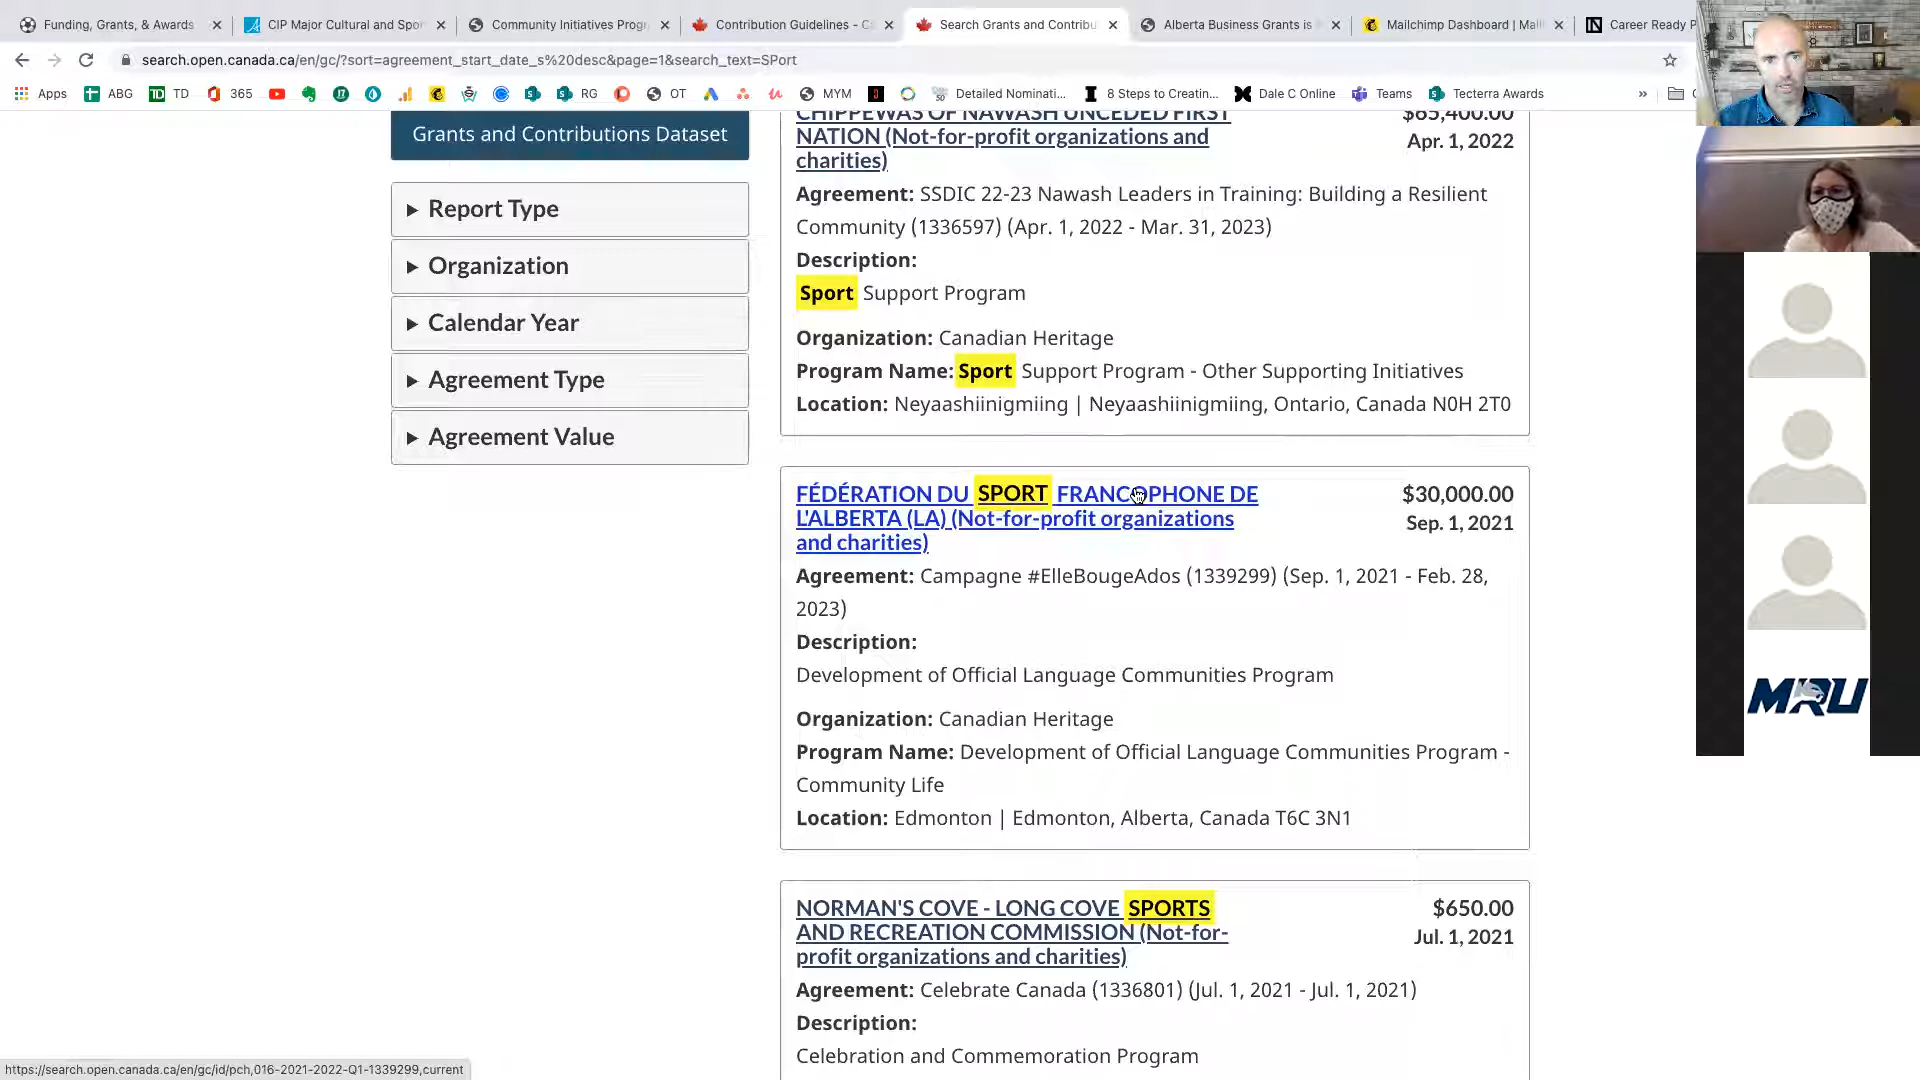 Funding, Grants, & Awards
CIP Major Cultural and Spo
Community Initiatives Prog
Contribution Guidelines - C
Search Grants and Contribu
Alberta Business Grants is
Mailchimp Dashboard | Mail
Career Ready P
search.open.canada.ca/en/gc/?sort=agreement_start_date_s%20desc&page=1&search_text=SPort
Apps ABG TD 365 RG OT MYM Detailed Nominati... 8 Steps to Creatin... Dale C Online Teams Tecterra Awards »
Grants and Contributions Dataset
Report Type
Organization
Calendar Year
Agreement Type
Agreement Value
CHIPPEWAS OF NAWASH UNCEDED FIRST
NATION (Not-for-profit organizations and
charities)
$65,400.00
Apr. 1, 2022
Agreement: SSDIC 22-23 Nawash Leaders in Training: Building a Resilient
Community (1336597) (Apr. 1, 2022 - Mar. 31, 2023)
Description:
Sport Support Program
Organization: Canadian Heritage
Program Name: Sport Support Program - Other Supporting Initiatives
Location: Neyaashiinigmiing | Neyaashiinigmiing, Ontario, Canada N0H 2T0
FÉDÉRATION DU SPORT FRANCOPHONE DE
L'ALBERTA (LA) (Not-for-profit organizations
and charities)
$30,000.00
Sep. 1, 2021
Agreement: Campagne #ElleBougeAdos (1339299) (Sep. 1, 2021 - Feb. 28,
2023)
Description:
Development of Official Language Communities Program
Organization: Canadian Heritage
Program Name: Development of Official Language Communities Program -
Community Life
Location: Edmonton | Edmonton, Alberta, Canada T6C 3N1
NORMAN'S COVE - LONG COVE SPORTS
AND RECREATION COMMISSION (Not-for-
profit organizations and charities)
$650.00
Jul. 1, 2021
Agreement: Celebrate Canada (1336801) (Jul. 1, 2021 - Jul. 1, 2021)
Description:
Celebration and Commemoration Program
https://search.open.canada.ca/en/gc/id/pch,016-2021-2022-Q1-1339299,current
MRU